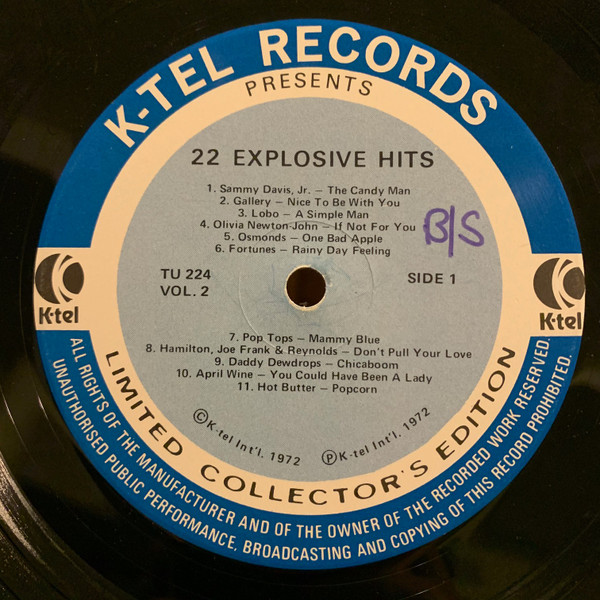 K-TEL RECORDS
PRESENTS
22 EXPLOSIVE HITS
1. Sammy Davis, Jr. – The Candy Man
2. Gallery – Nice To Be With You
3. Lobo – A Simple Man
4. Olivia Newton-John – If Not For You
5. Osmonds – One Bad Apple
6. Fortunes – Rainy Day Feeling
B/S
TU 224
VOL. 2
SIDE 1
K-tel
K-tel
7. Pop Tops – Mammy Blue
8. Hamilton, Joe Frank & Reynolds – Don't Pull Your Love
9. Daddy Dewdrops – Chicaboom
10. April Wine – You Could Have Been A Lady
11. Hot Butter – Popcorn
©K-tel Int'l. 1972
℗K-tel Int'l. 1972
LIMITED COLLECTOR'S EDITION
ALL RIGHTS OF THE MANUFACTURER AND OF THE OWNER OF THE RECORDED WORK RESERVED.
UNAUTHORISED PUBLIC PERFORMANCE, BROADCASTING AND COPYING OF THIS RECORD PROHIBITED.